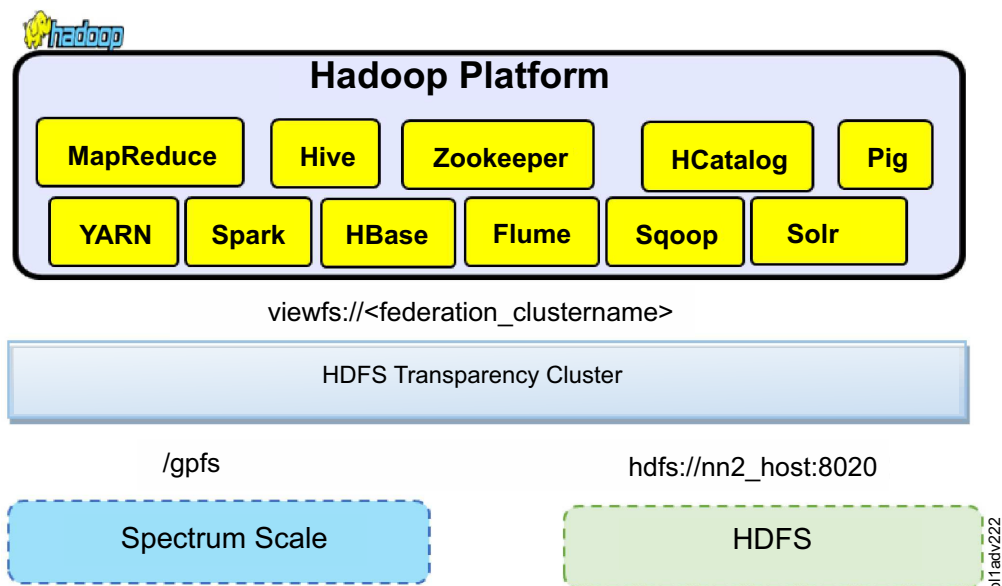 hadoop
Hadoop Platform
MapReduce
Hive
Zookeeper
HCatalog
Pig
YARN
Spark
HBase
Flume
Sqoop
Solr
viewfs://<federation_clustername>
HDFS Transparency Cluster
/gpfs
hdfs://nn2_host:8020
Spectrum Scale
HDFS